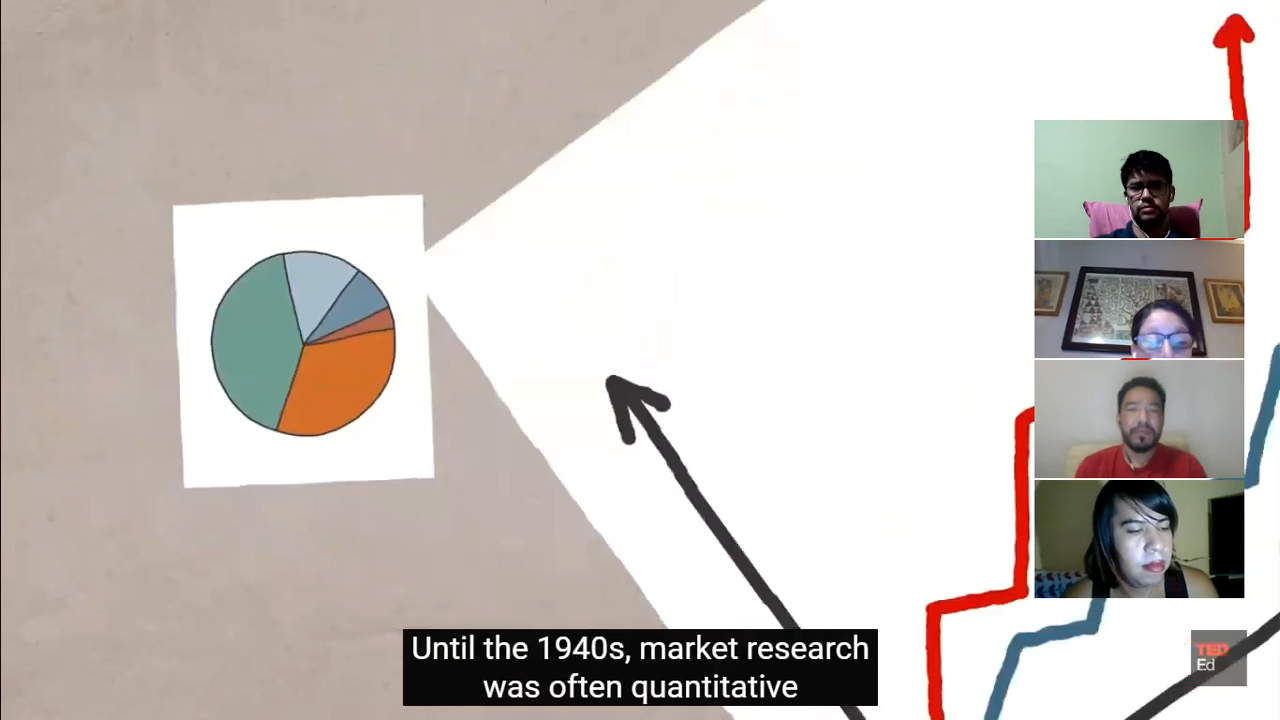 Until the 1940s, market research
was often quantitative
TED
Ed